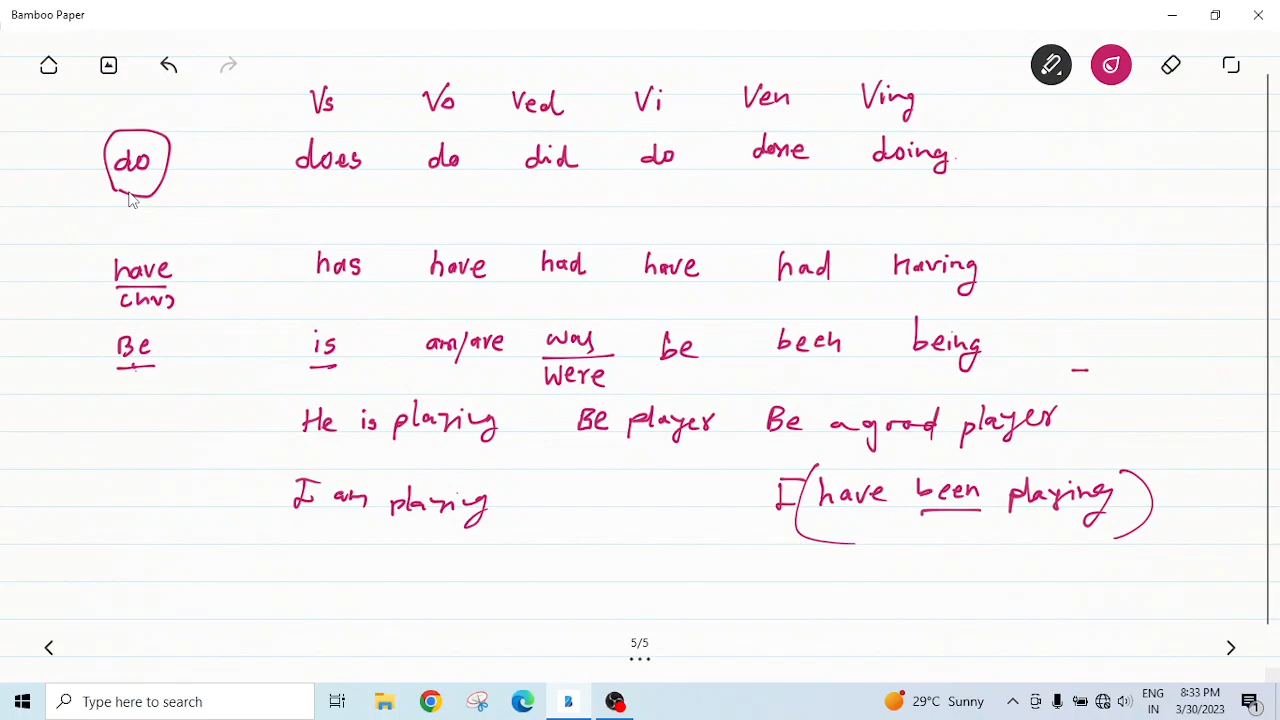 Bamboo Paper
Vs Vo Ved Vi Ven Ving
do does do did do done doing.
have has have had have had Having
Be is am/are was be been being
were
He is playing Be player Be a good player
I am playing I (have been playing)
5/5
Type here to search
29°C Sunny
ENG 8:33 PM
IN 3/30/2023